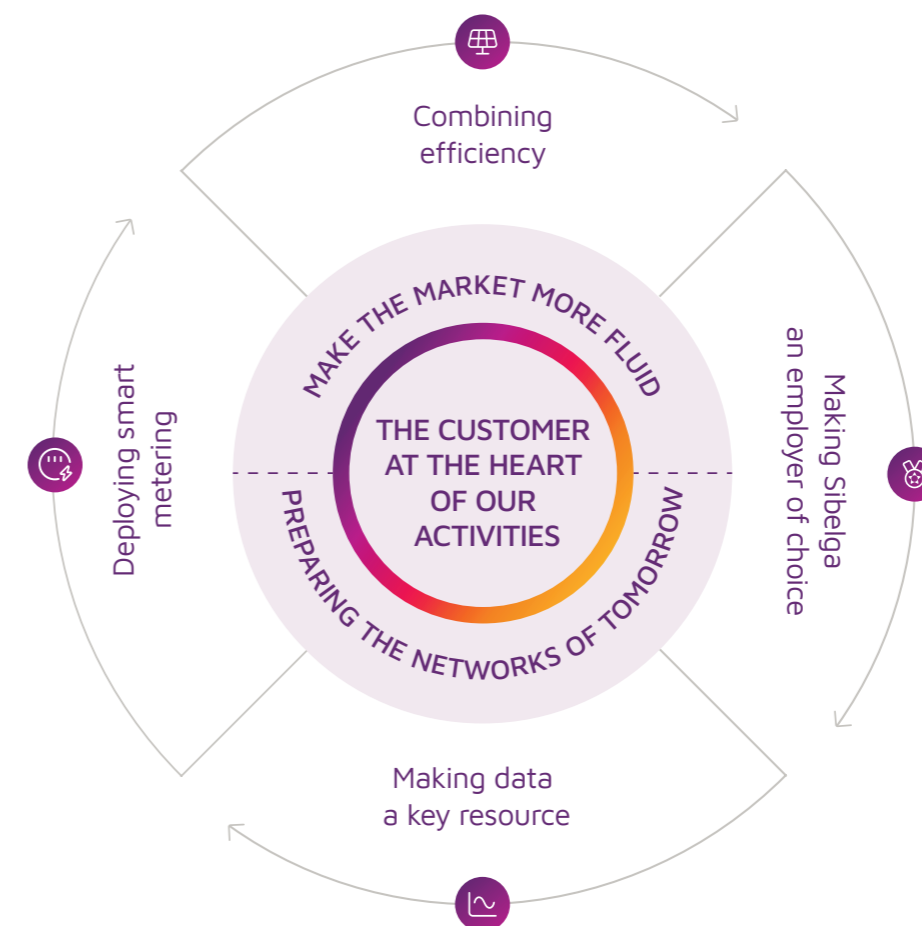 Combining
efficiency
MAKE THE MARKET MORE FLUID
THE CUSTOMER
AT THE HEART
OF OUR
ACTIVITIES
PREPARING THE NETWORKS OF TOMORROW
Deploying smart
metering
Making Sibelga
an employer of choice
Making data
a key resource